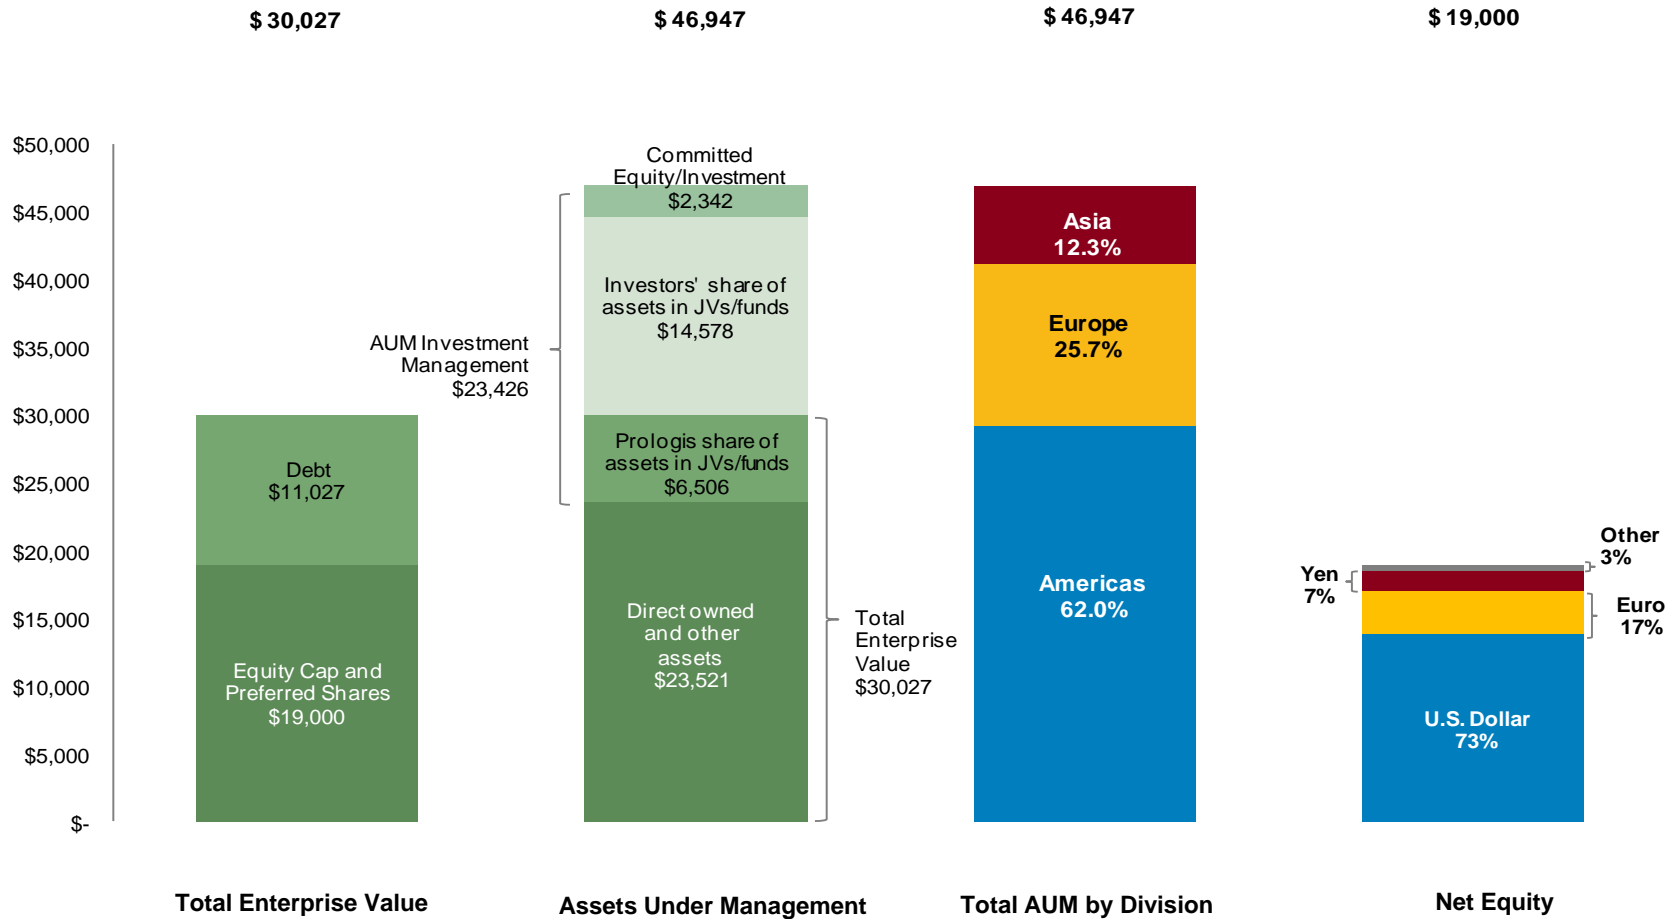 $ 30,027
$ 46,947
$ 46,947
$ 19,000
$50,000
$45,000
$40,000
$35,000
$30,000
$25,000
$20,000
$15,000
$10,000
$5,000
$-
Debt
$11,027
Equity Cap and
Preferred Shares
$19,000
AUM Investment
Management
$23,426
Committed
Equity/Investment
$2,342
Investors' share of
assets in JVs/funds
$14,578
Prologis share of
assets in JVs/funds
$6,506
Direct owned
and other
assets
$23,521
Total
Enterprise
Value
$30,027
Asia
12.3%
Europe
25.7%
Americas
62.0%
Other
3%
Yen
7%
Euro
17%
U.S. Dollar
73%
Total Enterprise Value
Assets Under Management
Total AUM by Division
Net Equity